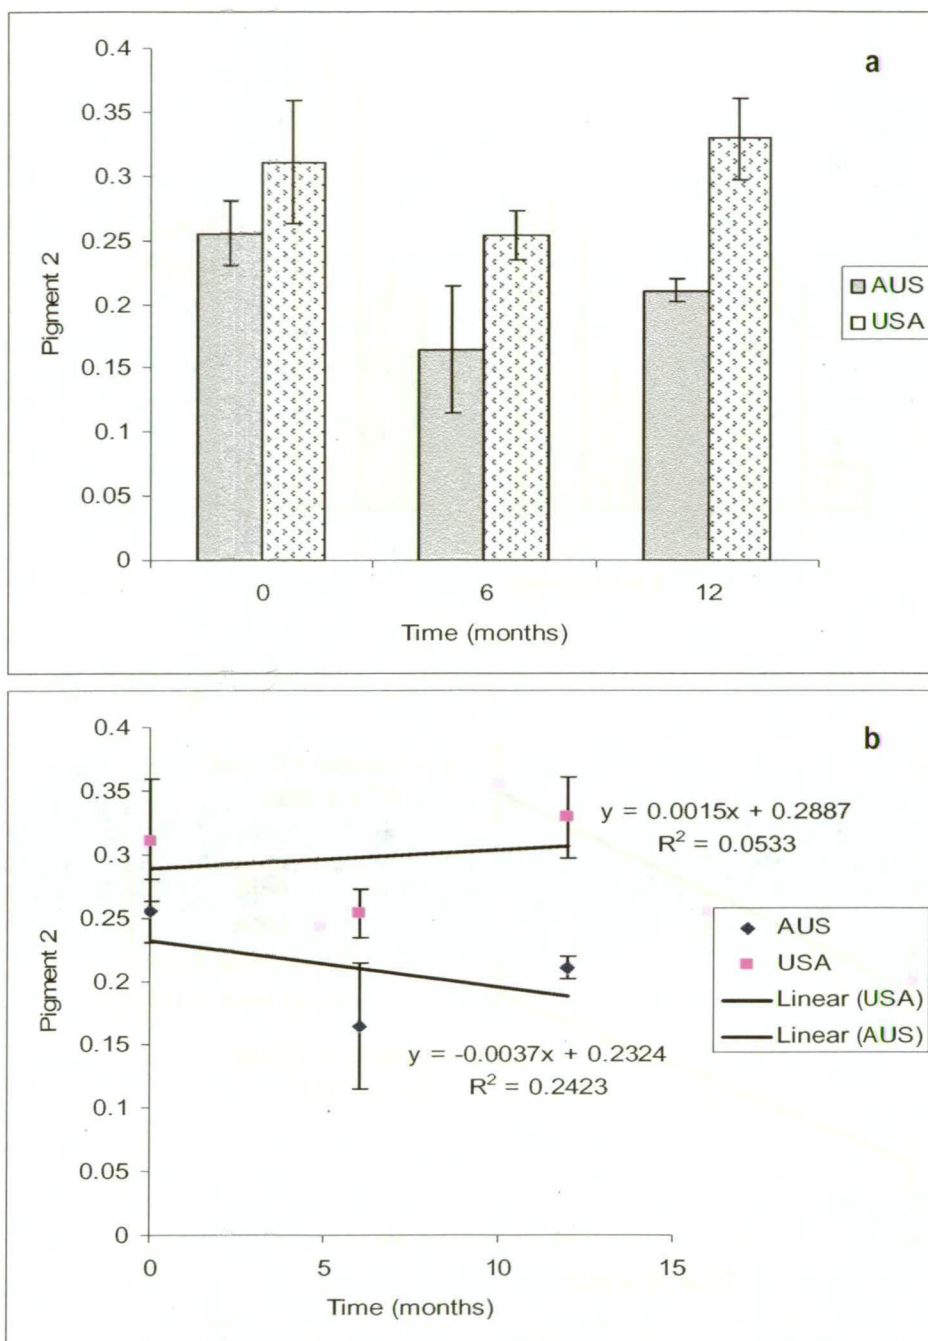 a
0.4
0.35
0.3
0.25
0.2
0.15
0.1
0.05
0
Pigment 2
0 6 12
Time (months)
AUS
USA
b
0.4
0.35
0.3
0.25
0.2
0.15
0.1
0.05
0
Pigment 2
y = 0.0015x + 0.2887
R² = 0.0533
y = -0.0037x + 0.2324
R² = 0.2423
0 5 10 15
Time (months)
AUS
USA
Linear (USA)
Linear (AUS)